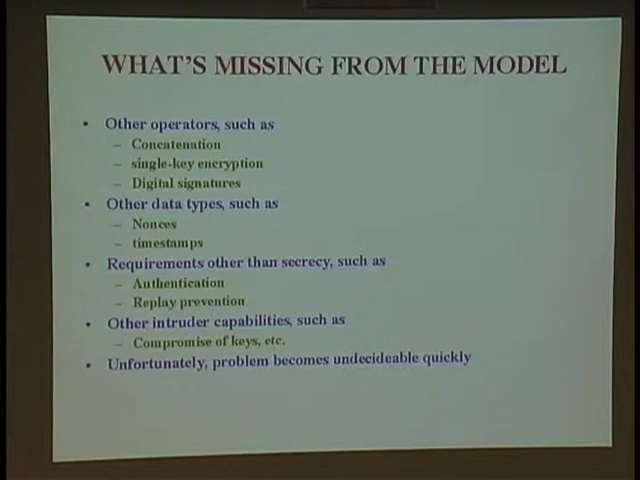 WHAT'S MISSING FROM THE MODEL
• Other operators, such as
– Concatenation
– single-key encryption
– Digital signatures
• Other data types, such as
– Nonces
– timestamps
• Requirements other than secrecy, such as
– Authentication
– Replay prevention
• Other intruder capabilities, such as
– Compromise of keys, etc.
• Unfortunately, problem becomes undecideable quickly